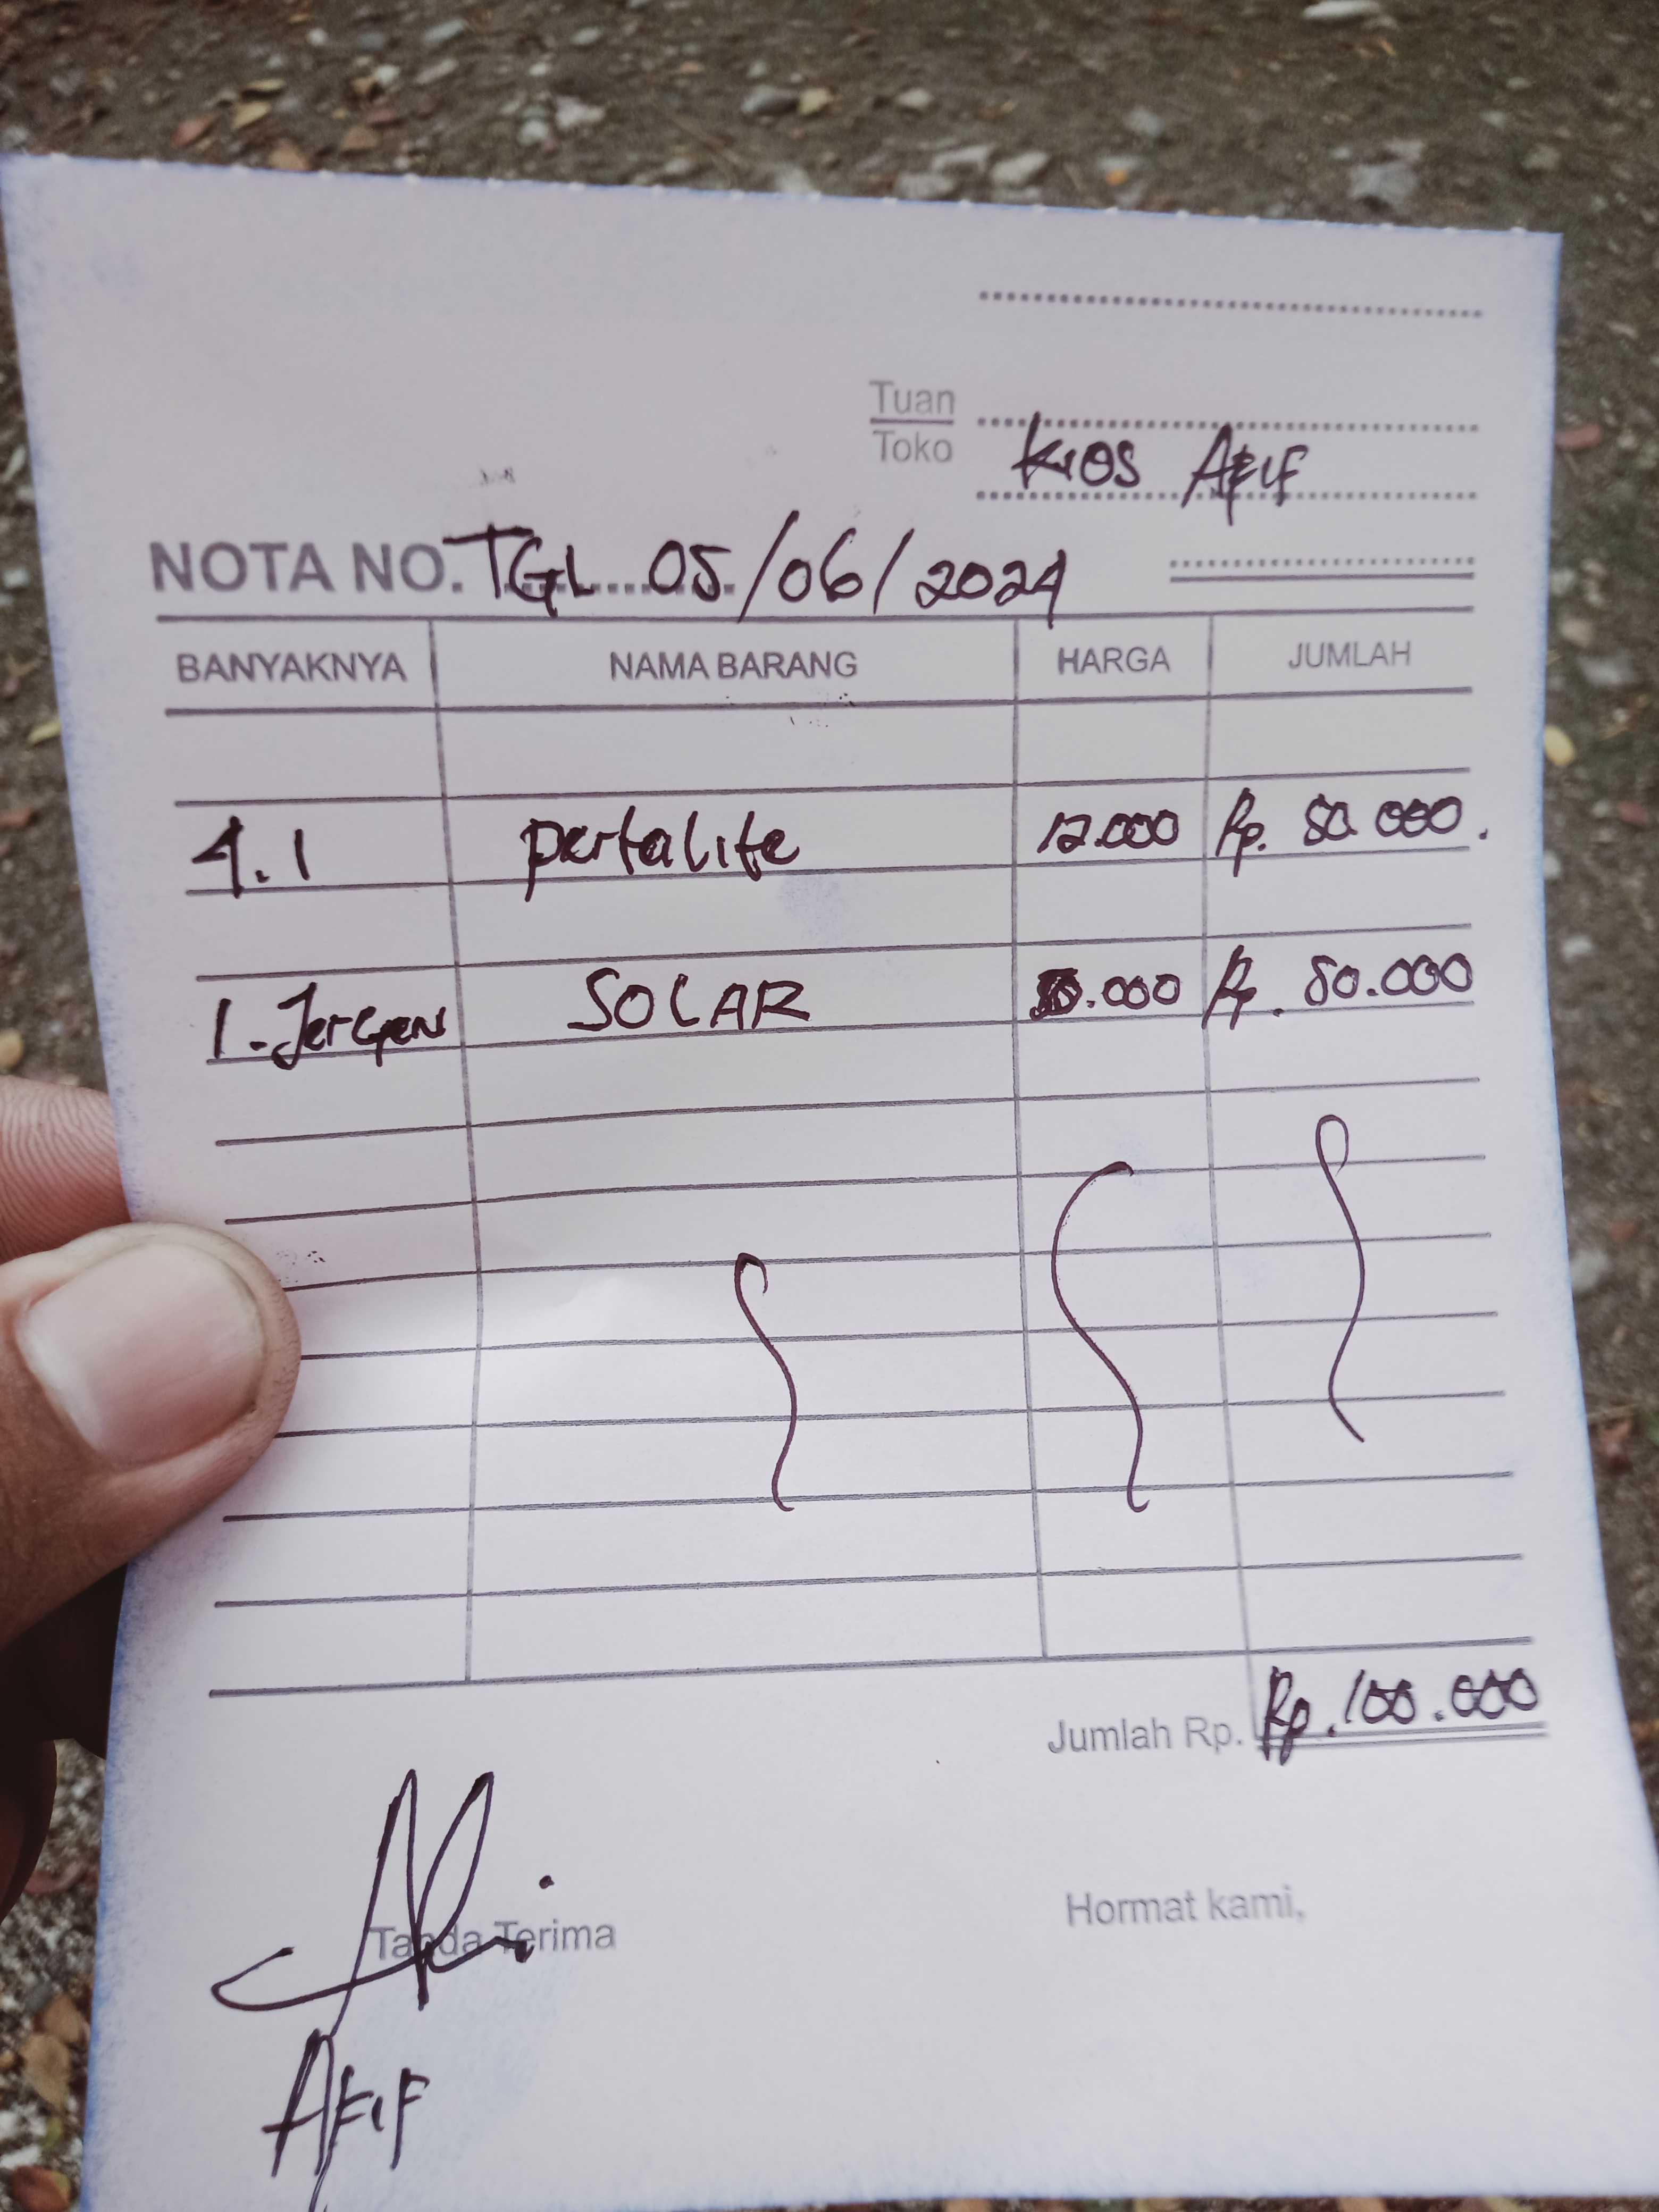 Tuan
Toko Kios Afif
NOTA NO. TGL 05/06/2024
BANYAKNYA NAMA BARANG HARGA JUMLAH
4.1 pertalite 12.000 Rp. 50.000.
1. Jergen SOLAR .000 Rp. 50.000
Jumlah Rp. Rp. 100.000
Tanda Terima Hormat kami,
AFIF